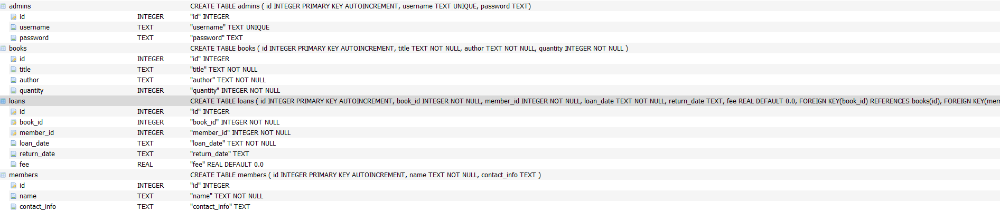 admins CREATE TABLE admins ( id INTEGER PRIMARY KEY AUTOINCREMENT, username TEXT UNIQUE, password TEXT)
id INTEGER "id" INTEGER
username TEXT "username" TEXT UNIQUE
password TEXT "password" TEXT
books CREATE TABLE books ( id INTEGER PRIMARY KEY AUTOINCREMENT, title TEXT NOT NULL, author TEXT NOT NULL, quantity INTEGER NOT NULL )
id INTEGER "id" INTEGER
title TEXT "title" TEXT NOT NULL
author TEXT "author" TEXT NOT NULL
quantity INTEGER "quantity" INTEGER NOT NULL
loans CREATE TABLE loans ( id INTEGER PRIMARY KEY AUTOINCREMENT, book_id INTEGER NOT NULL, member_id INTEGER NOT NULL, loan_date TEXT NOT NULL, return_date TEXT, fee REAL DEFAULT 0.0, FOREIGN KEY(book_id) REFERENCES books(id), FOREIGN KEY(mem
id INTEGER "id" INTEGER
book_id INTEGER "book_id" INTEGER NOT NULL
member_id INTEGER "member_id" INTEGER NOT NULL
loan_date TEXT "loan_date" TEXT NOT NULL
return_date TEXT "return_date" TEXT
fee REAL "fee" REAL DEFAULT 0.0
members CREATE TABLE members ( id INTEGER PRIMARY KEY AUTOINCREMENT, name TEXT NOT NULL, contact_info TEXT )
id INTEGER "id" INTEGER
name TEXT "name" TEXT NOT NULL
contact_info TEXT "contact_info" TEXT